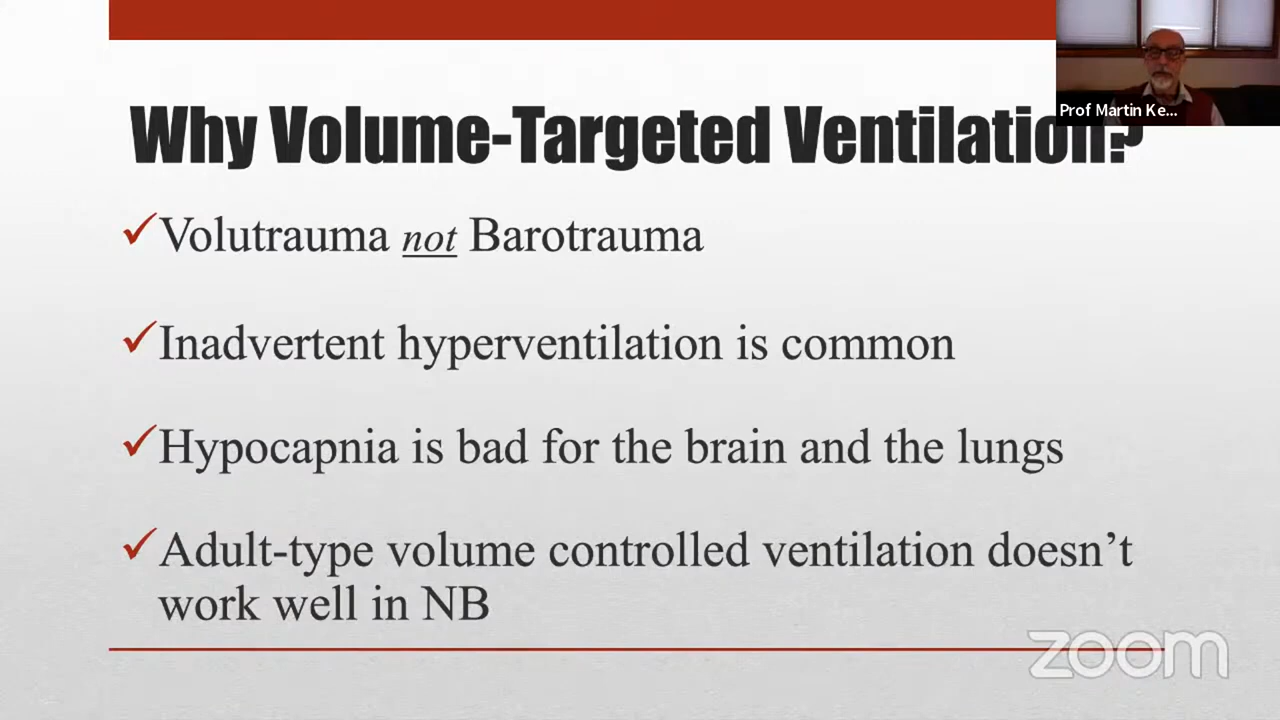 Prof Martin Ke...
Why Volume-Targeted Ventilation?
Volutrauma not Barotrauma
Inadvertent hyperventilation is common
Hypocapnia is bad for the brain and the lungs
Adult-type volume controlled ventilation doesn’t
work well in NB
zoom